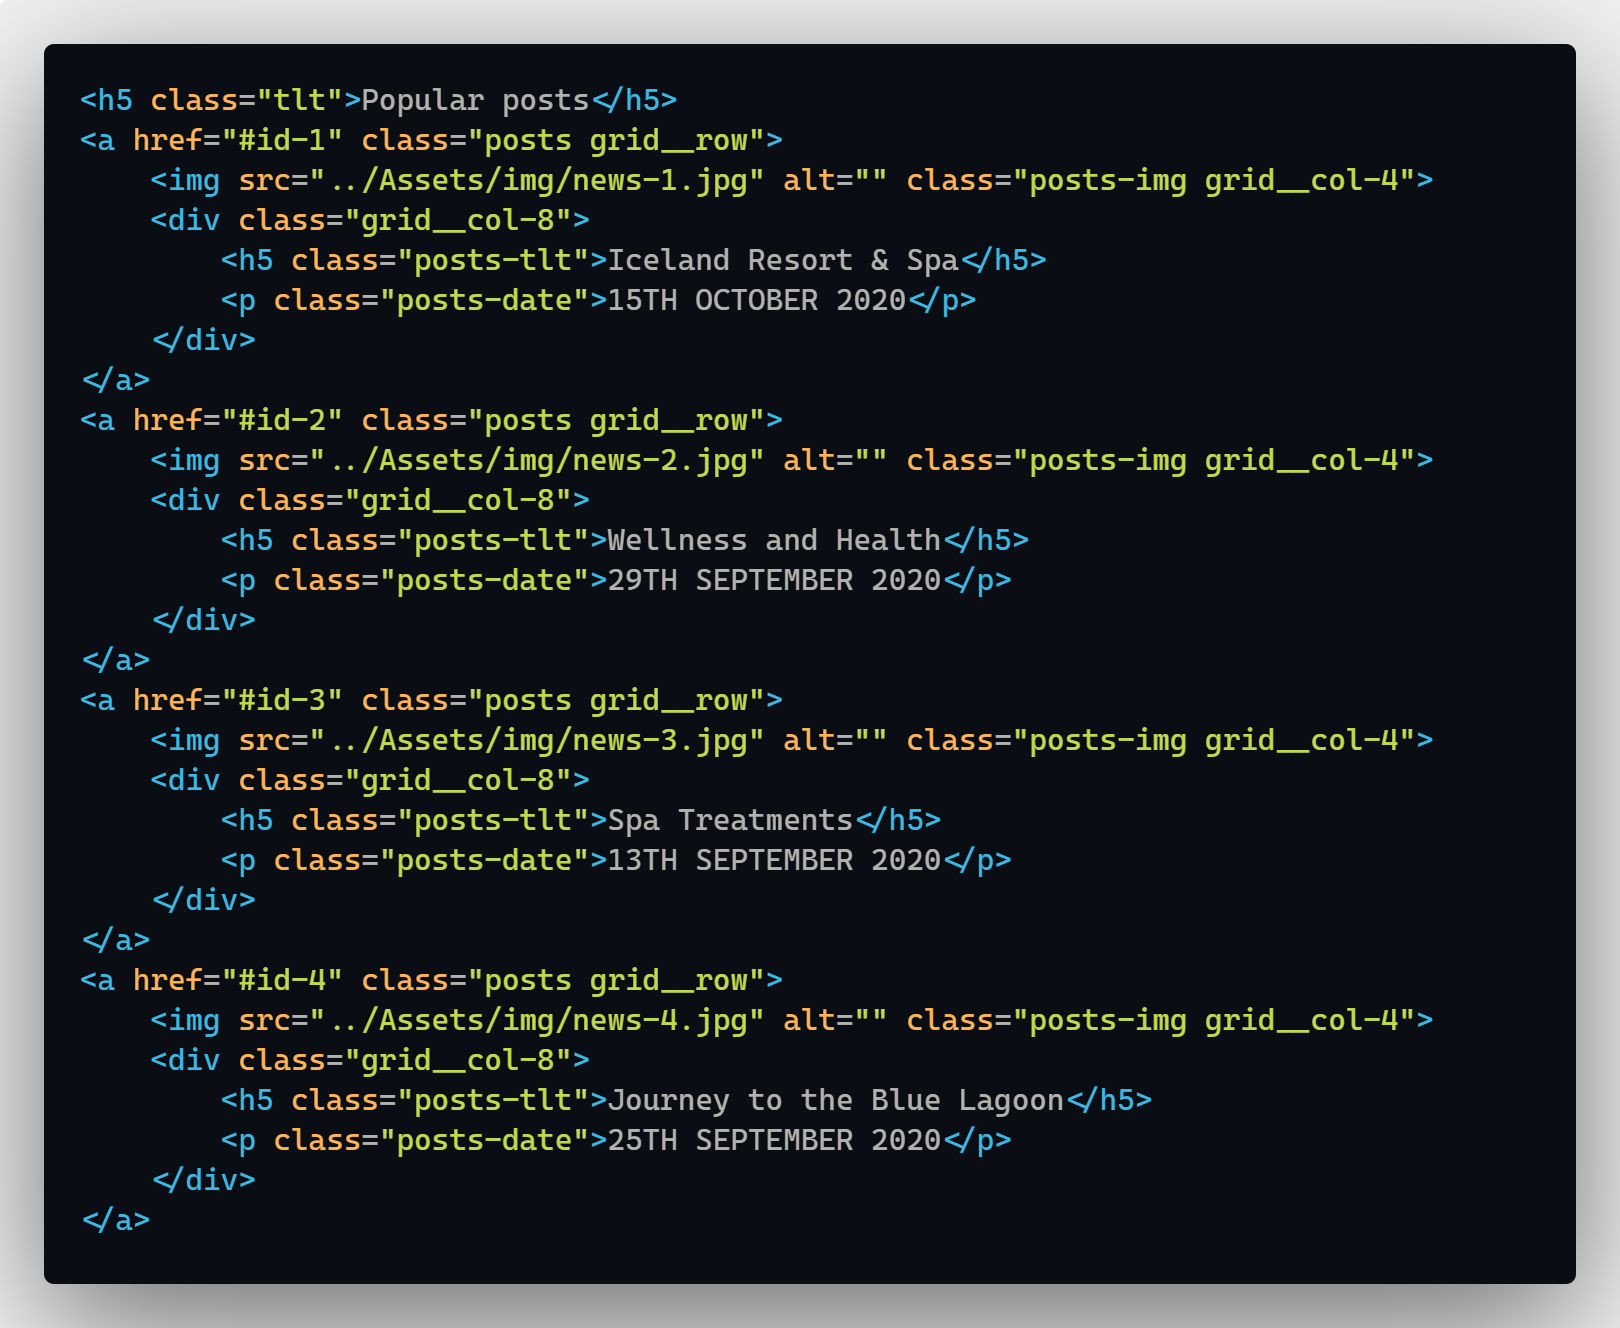 <h5 class="tlt">Popular posts</h5>
<a href="#id-1" class="posts grid__row">
    <img src="../Assets/img/news-1.jpg" alt="" class="posts-img grid__col-4">
    <div class="grid__col-8">
        <h5 class="posts-tlt">Iceland Resort & Spa</h5>
        <p class="posts-date">15TH OCTOBER 2020</p>
    </div>
</a>
<a href="#id-2" class="posts grid__row">
    <img src="../Assets/img/news-2.jpg" alt="" class="posts-img grid__col-4">
    <div class="grid__col-8">
        <h5 class="posts-tlt">Wellness and Health</h5>
        <p class="posts-date">29TH SEPTEMBER 2020</p>
    </div>
</a>
<a href="#id-3" class="posts grid__row">
    <img src="../Assets/img/news-3.jpg" alt="" class="posts-img grid__col-4">
    <div class="grid__col-8">
        <h5 class="posts-tlt">Spa Treatments</h5>
        <p class="posts-date">13TH SEPTEMBER 2020</p>
    </div>
</a>
<a href="#id-4" class="posts grid__row">
    <img src="../Assets/img/news-4.jpg" alt="" class="posts-img grid__col-4">
    <div class="grid__col-8">
        <h5 class="posts-tlt">Journey to the Blue Lagoon</h5>
        <p class="posts-date">25TH SEPTEMBER 2020</p>
    </div>
</a>